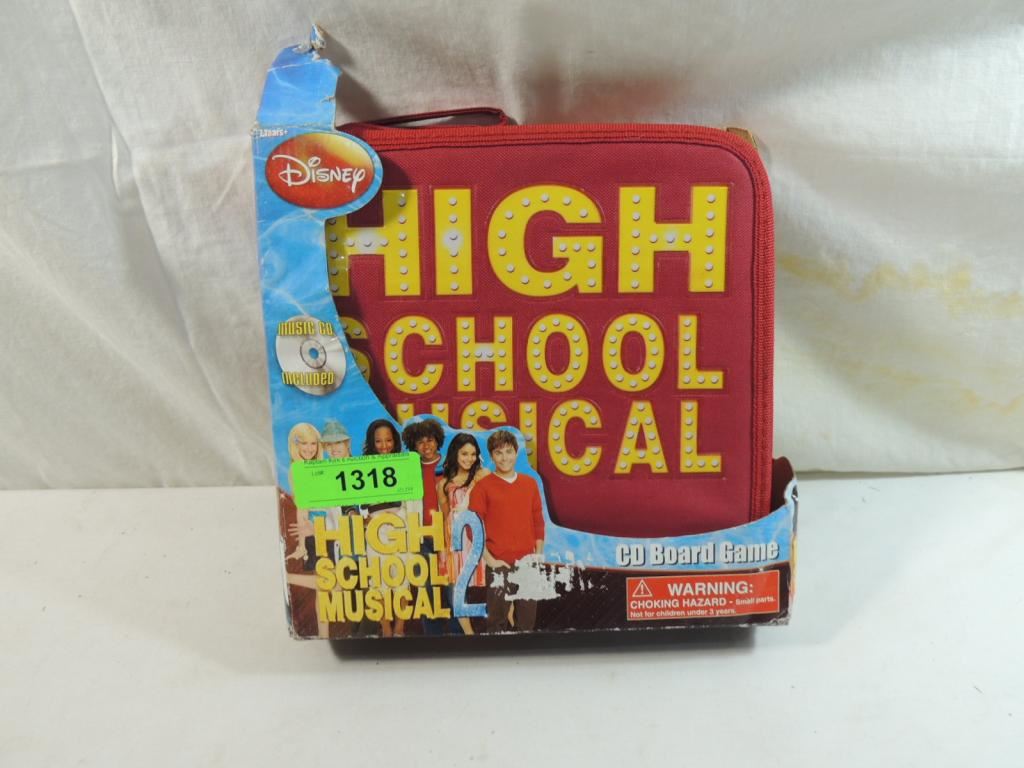 Disney
HIGH
SCHOOL
MUSICAL
MUSIC CD
INCLUDED
Lot#
1318
HIGH
SCHOOL
MUSICAL 2
CD Board Game
WARNING:
CHOKING HAZARD - Small parts.
Not for children under 3 years.